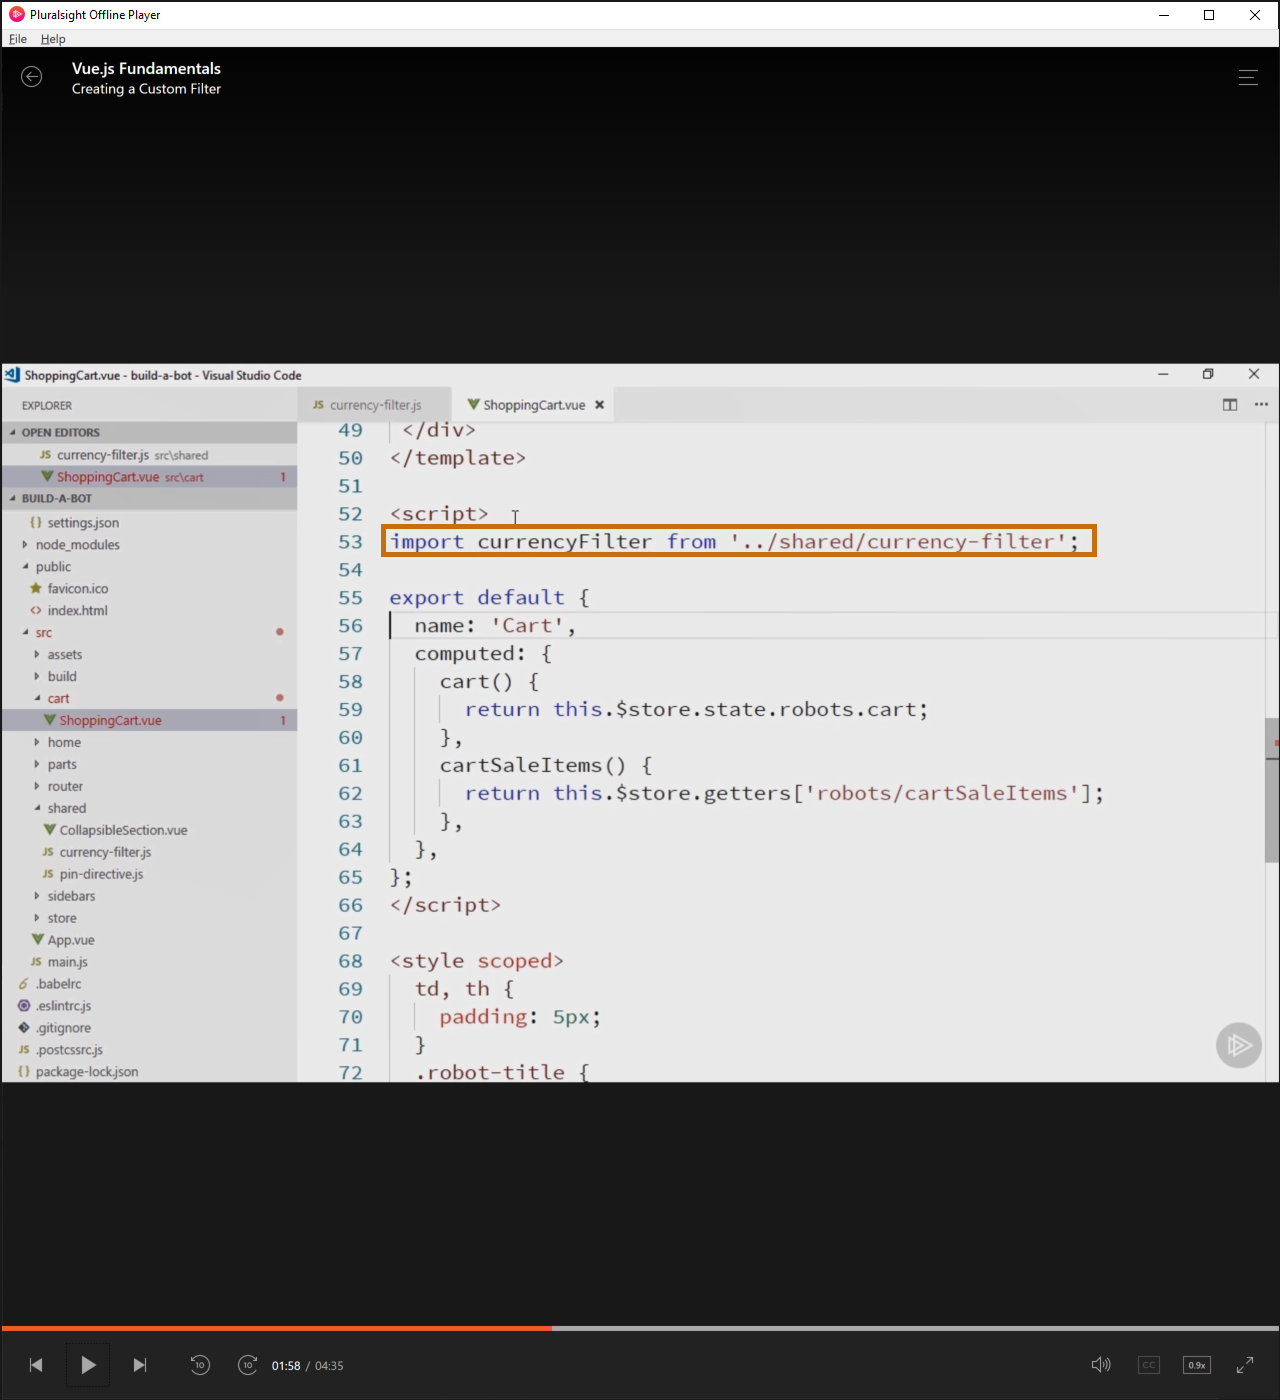 Pluralsight Offline Player
File Help
Vue.js Fundamentals
Creating a Custom Filter
ShoppingCart.vue - build-a-bot - Visual Studio Code
EXPLORER
OPEN EDITORS
JS currency-filter.js src\shared
ShoppingCart.vue src\cart 1
BUILD-A-BOT
{} settings.json
node_modules
public
favicon.ico
<> index.html
src
assets
build
cart
ShoppingCart.vue 1
home
parts
router
shared
CollapsibleSection.vue
JS currency-filter.js
JS pin-directive.js
sidebars
store
App.vue
JS main.js
.babelrc
.eslintrc.js
.gitignore
JS .postcssrc.js
{} package-lock.json
JS currency-filter.js
ShoppingCart.vue
49 </div>
50 </template>
51
52 <script>
53 import currencyFilter from '../shared/currency-filter';
54
55 export default {
56 name: 'Cart',
57 computed: {
58 cart() {
59 return this.$store.state.robots.cart;
60 },
61 cartSaleItems() {
62 return this.$store.getters['robots/cartSaleItems'];
63 },
64 },
65 };
66 </script>
67
68 <style scoped>
69 td, th {
70 padding: 5px;
71 }
72 .robot-title {
10 10 01:58 / 04:35 CC 0.9x